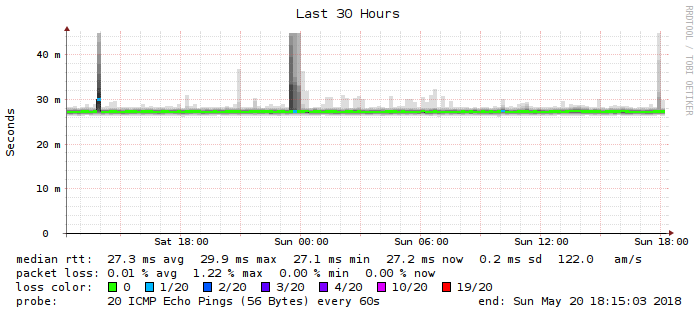 Last 30 Hours
RRDTOOL / TOBI OETIKER
Seconds
40 m
30 m
20 m
10 m
0
Sat 18:00 Sun 00:00 Sun 06:00 Sun 12:00 Sun 18:00
median rtt: 27.3 ms avg 29.9 ms max 27.1 ms min 27.2 ms now 0.2 ms sd 122.0 am/s
packet loss: 0.01 % avg 1.22 % max 0.00 % min 0.00 % now
loss color: 0 1/20 2/20 3/20 4/20 10/20 19/20
probe: 20 ICMP Echo Pings (56 Bytes) every 60s end: Sun May 20 18:15:03 2018